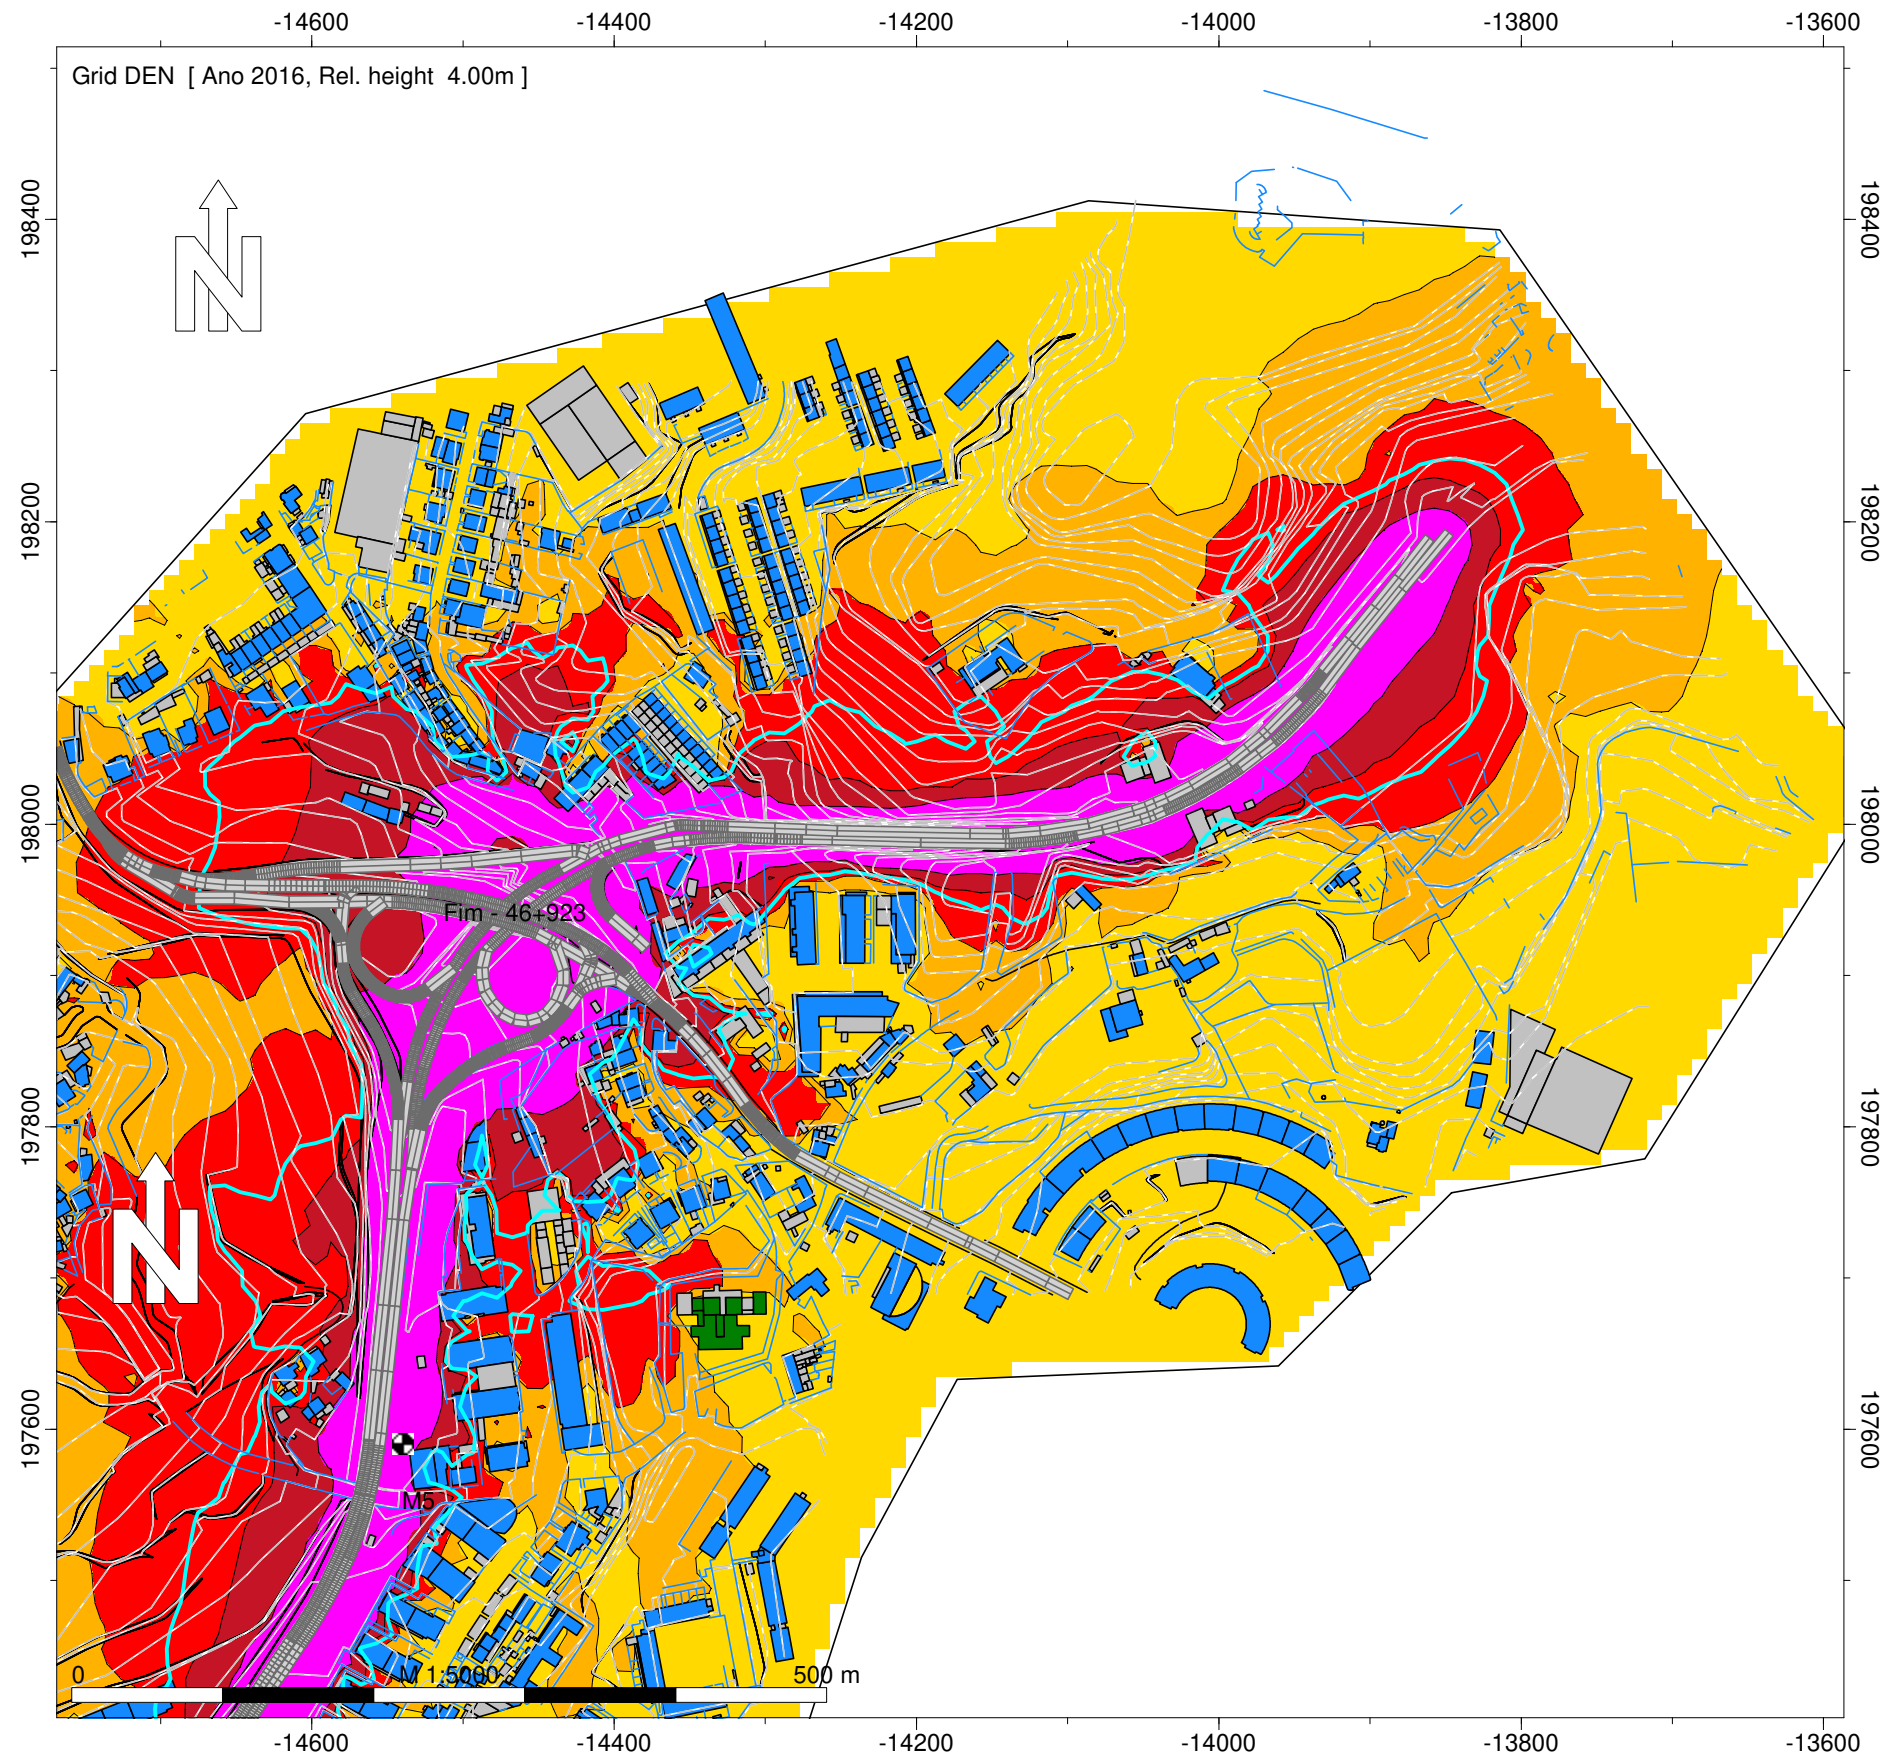 -14600 -14400 -14200 -14000 -13800 -13600
Grid DEN [ Ano 2016, Rel. height 4.00m ]
198400 198400
N
198200 198200
198000 198000
Fim - 46+923
197800 197800
N
197600 197600
M5
0 M 1:5000 500 m
-14600 -14400 -14200 -14000 -13800 -13600